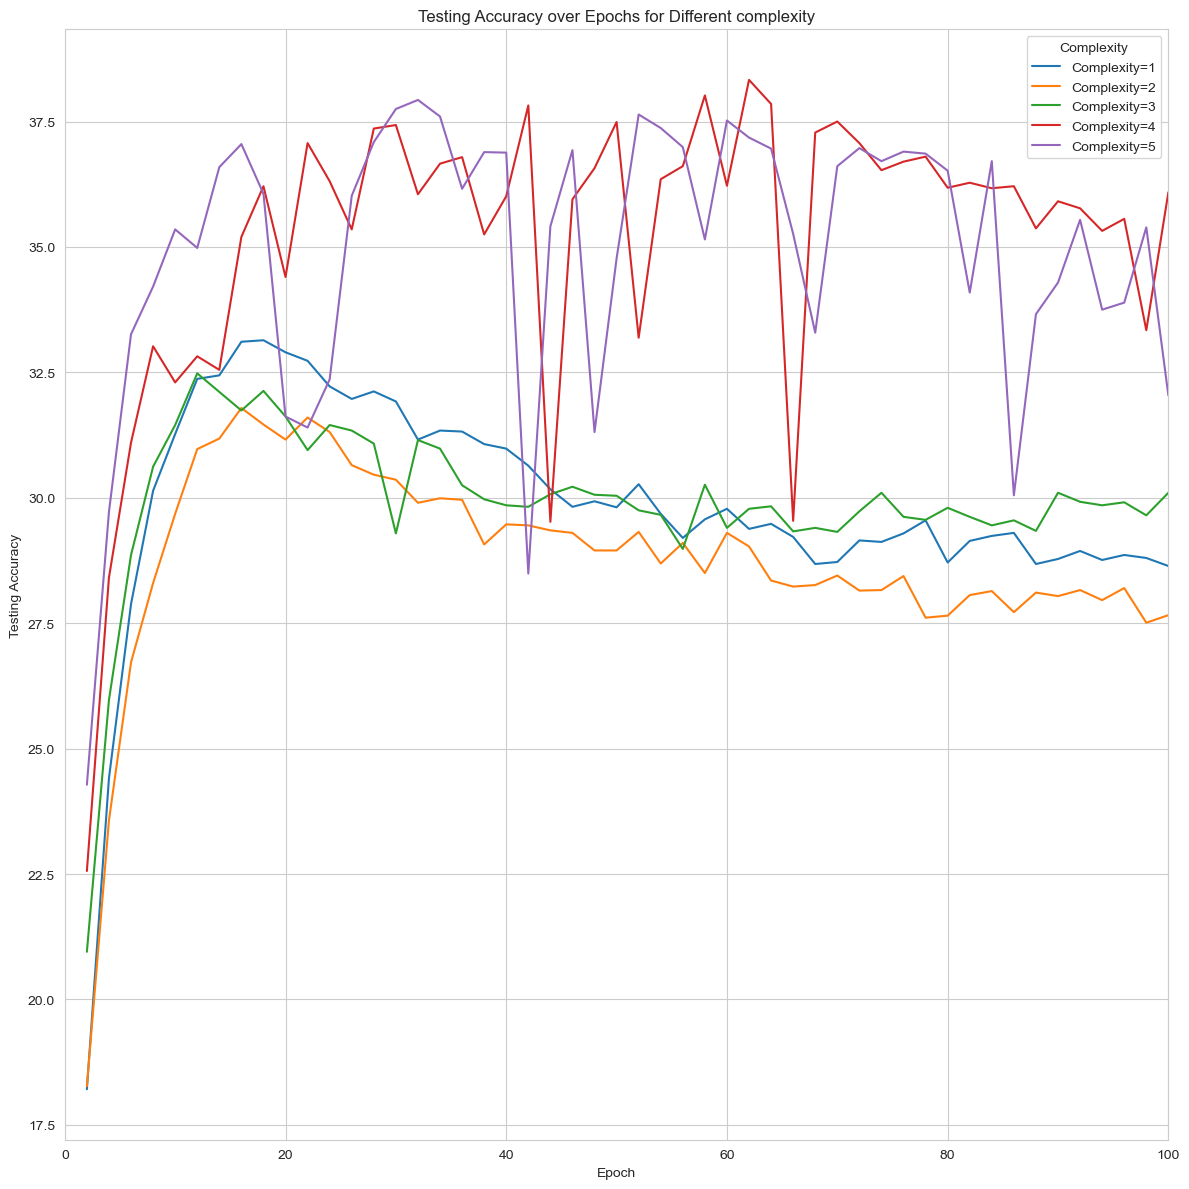 Testing Accuracy over Epochs for Different complexity
Complexity
Complexity=1
Complexity=2
Complexity=3
Complexity=4
Complexity=5
37.5
35.0
32.5
30.0
27.5
25.0
22.5
20.0
17.5
Testing Accuracy
0 20 40 60 80 100
Epoch